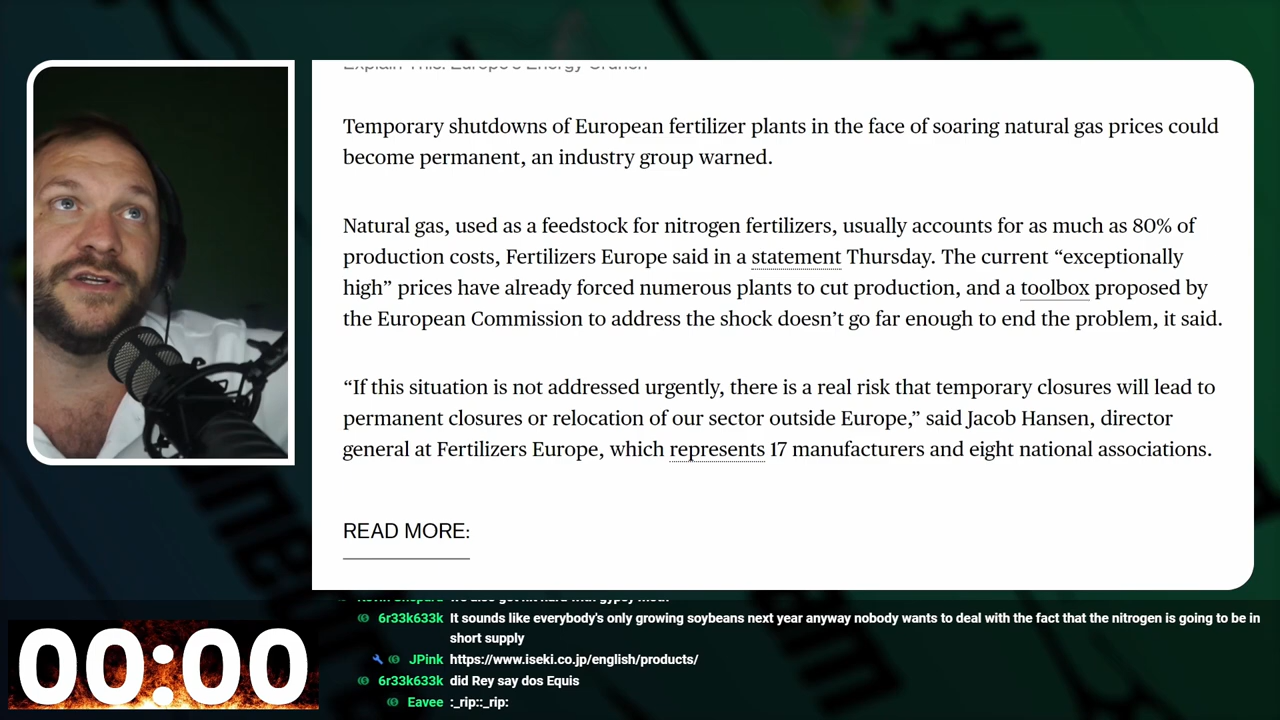 Explain This: Europe's Energy Crunch
Temporary shutdowns of European fertilizer plants in the face of soaring natural gas prices could
become permanent, an industry group warned.
Natural gas, used as a feedstock for nitrogen fertilizers, usually accounts for as much as 80% of
production costs, Fertilizers Europe said in a statement Thursday. The current “exceptionally
high” prices have already forced numerous plants to cut production, and a toolbox proposed by
the European Commission to address the shock doesn’t go far enough to end the problem, it said.
“If this situation is not addressed urgently, there is a real risk that temporary closures will lead to
permanent closures or relocation of our sector outside Europe,” said Jacob Hansen, director
general at Fertilizers Europe, which represents 17 manufacturers and eight national associations.
READ MORE:
6r33k633k It sounds like everybody's only growing soybeans next year anyway nobody wants to deal with the fact that the nitrogen is going to be in
short supply
JPink https://www.iseki.co.jp/english/products/
6r33k633k did Rey say dos Equis
Eavee :_rip::_rip:
00:00